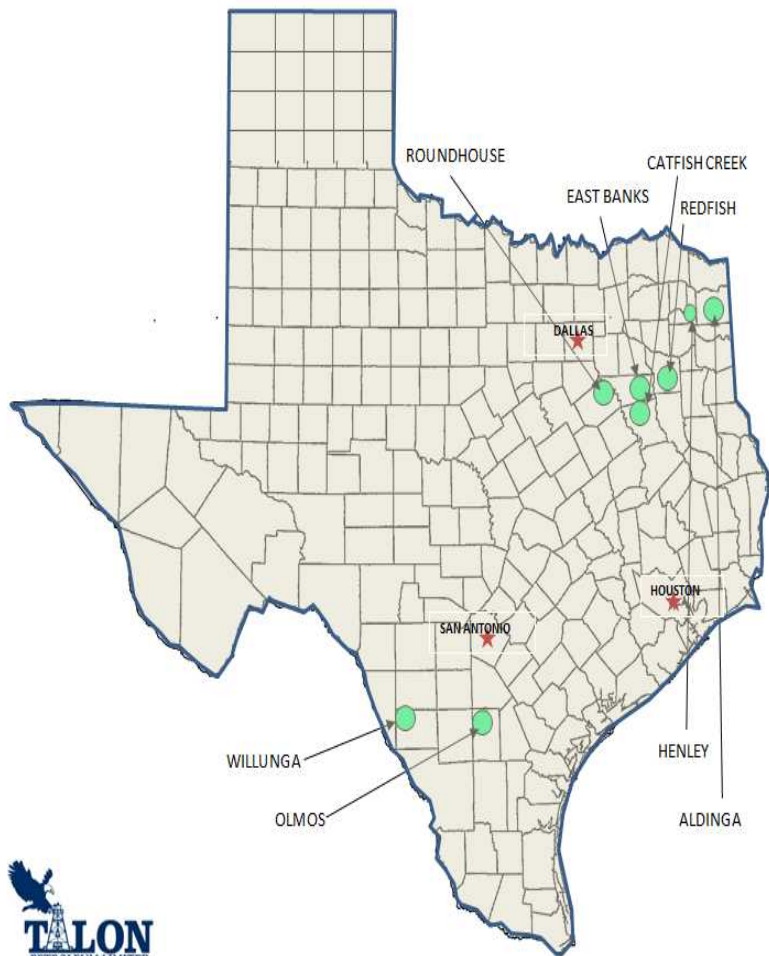 ROUNDHOUSE
CATFISH CREEK
EAST BANKS
REDFISH
DALLAS
HOUSTON
SAN ANTONIO
WILLUNGA
HENLEY
OLMOS
ALDINGA
TALON